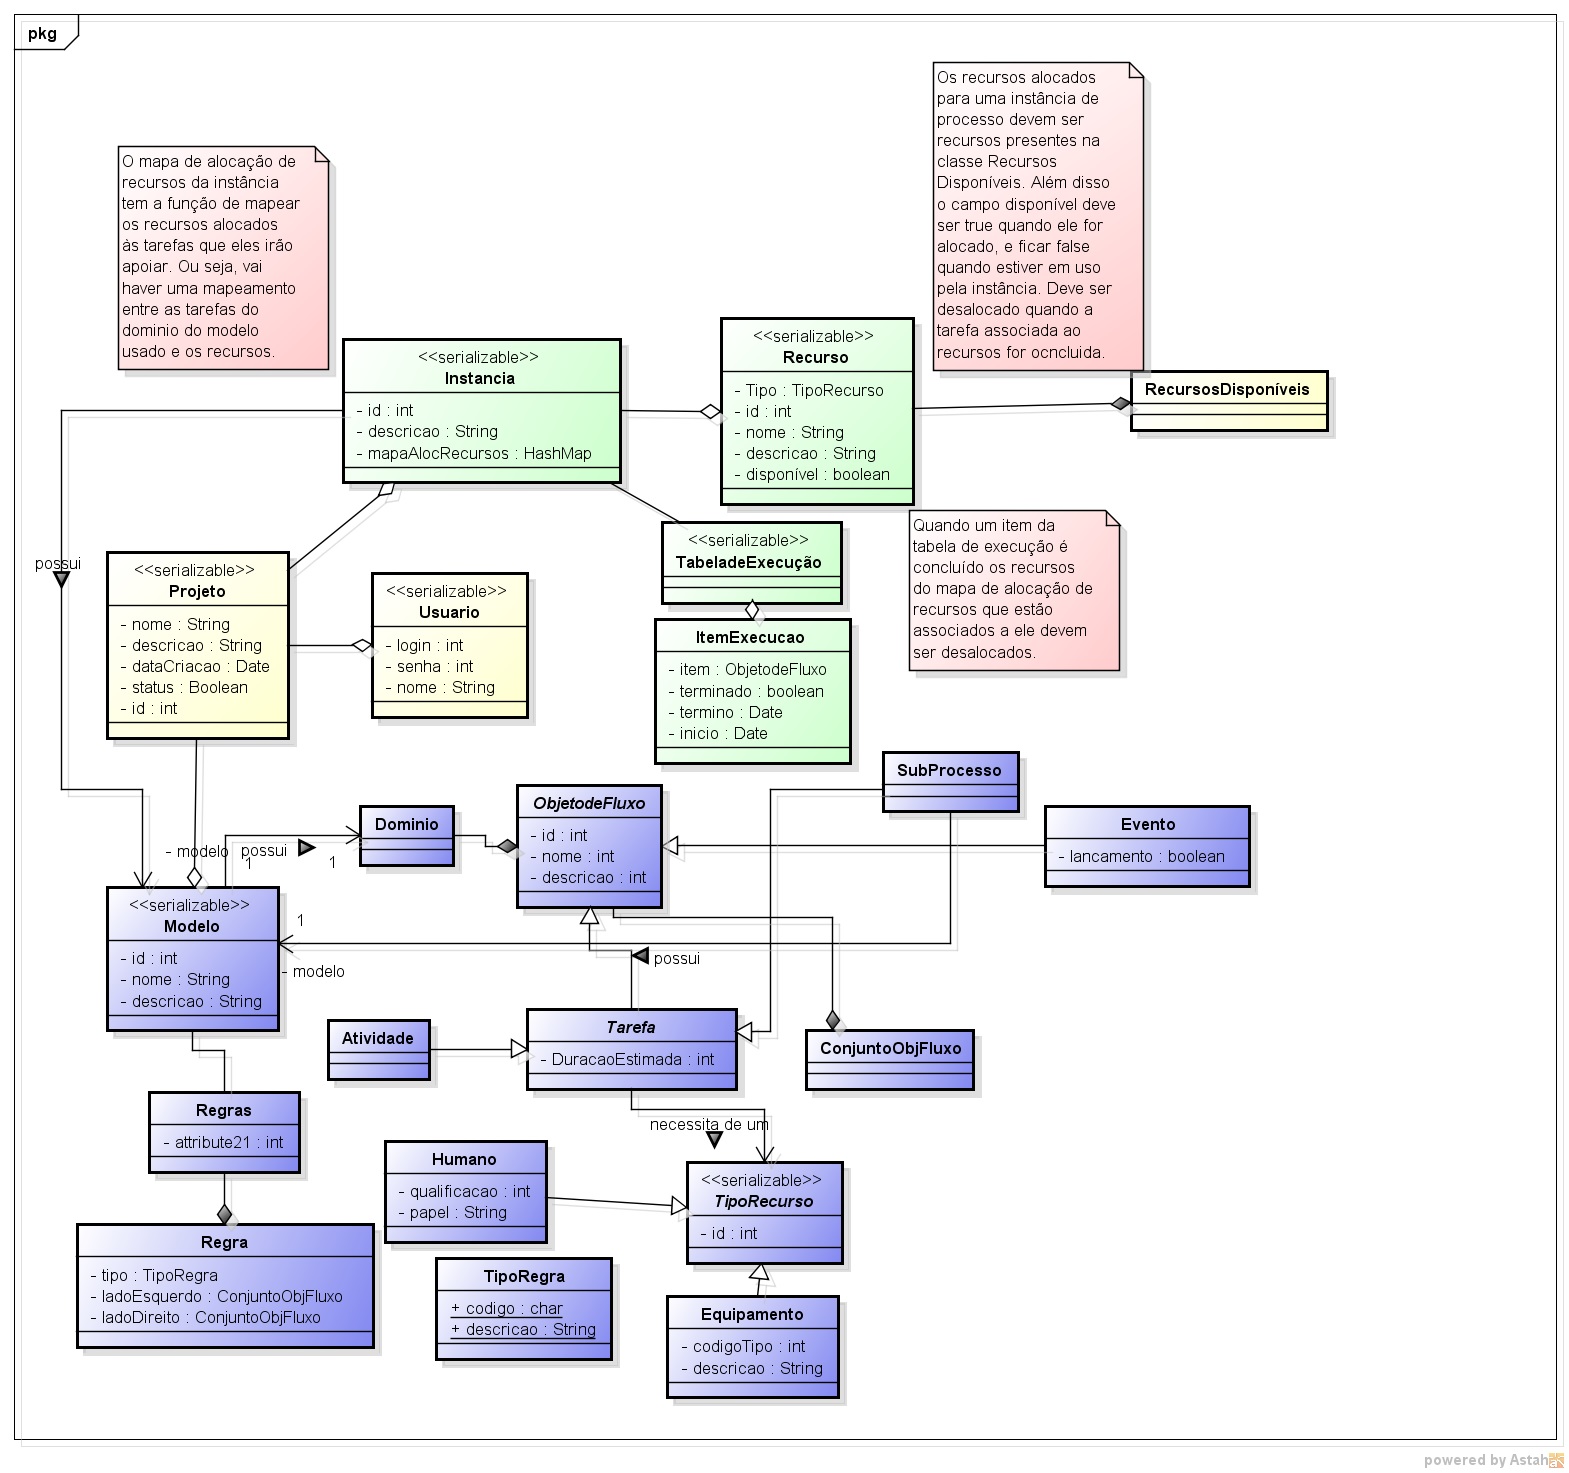 pkg
Os recursos alocados
para uma instância de
processo devem ser
recursos presentes na
classe Recursos
Disponíveis. Além disso
o campo disponível deve
ser true quando ele for
alocado, e ficar false
quando estiver em uso
pela instância. Deve ser
desalocado quando a
tarefa associada ao
recursos for ocncluida.
O mapa de alocação de
recursos da instância
tem a função de mapear
os recursos alocados
às tarefas que eles irão
apoiar. Ou seja, vai
haver uma mapeamento
entre as tarefas do
dominio do modelo
usado e os recursos.
<<serializable>>
Instancia
- id : int
- descricao : String
- mapaAlocRecursos : HashMap
<<serializable>>
Recurso
- Tipo : TipoRecurso
- id : int
- nome : String
- descricao : String
- disponível : boolean
RecursosDisponíveis
possui
<<serializable>>
Projeto
- nome : String
- descricao : String
- dataCriacao : Date
- status : Boolean
- id : int
<<serializable>>
Usuario
- login : int
- senha : int
- nome : String
<<serializable>>
TabeladeExecução
ItemExecucao
- item : ObjetodeFluxo
- terminado : boolean
- termino : Date
- inicio : Date
Quando um item da
tabela de execução é
concluído os recursos
do mapa de alocação de
recursos que estão
associados a ele devem
ser desalocados.
SubProcesso
Evento
- lancamento : boolean
ObjetodeFluxo
- id : int
- nome : int
- descricao : int
Dominio
- modelo
possui
1
1
<<serializable>>
Modelo
- id : int
- nome : String
- descricao : String
1
- modelo
possui
Atividade
Tarefa
- DuracaoEstimada : int
ConjuntoObjFluxo
Regras
- attribute21 : int
necessita de um
Humano
- qualificacao : int
- papel : String
<<serializable>>
TipoRecurso
- id : int
Regra
- tipo : TipoRegra
- ladoEsquerdo : ConjuntoObjFluxo
- ladoDireito : ConjuntoObjFluxo
TipoRegra
+ codigo : char
+ descricao : String
Equipamento
- codigoTipo : int
- descricao : String
powered by Astah